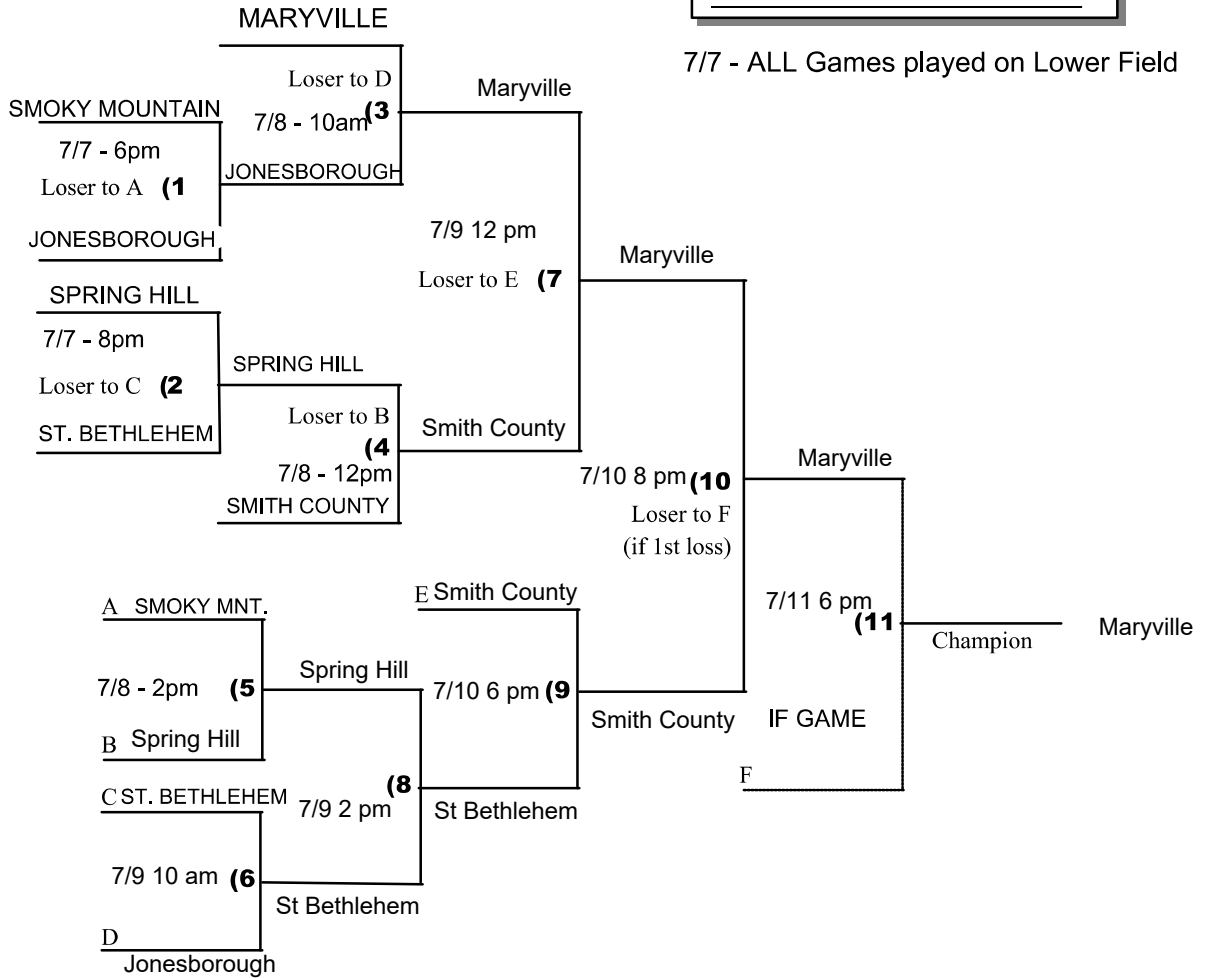 MARYVILLE
7/7 - ALL Games played on Lower Field
Loser to D
Maryville
SMOKY MOUNTAIN
7/8 - 10am
(3
7/7 - 6pm
Loser to A (1
JONESBOROUGH
JONESBOROUGH
7/9 12 pm
Maryville
Loser to E (7
SPRING HILL
7/7 - 8pm
SPRING HILL
Loser to C (2
Loser to B
ST. BETHLEHEM
(4
Smith County
7/8 - 12pm
Maryville
7/10 8 pm (10
SMITH COUNTY
Loser to F
(if 1st loss)
A SMOKY MNT.
E Smith County
7/11 6 pm
(11
Champion
Maryville
Spring Hill
7/8 - 2pm (5
7/10 6 pm (9
Smith County
IF GAME
B Spring Hill
F
(8
C ST. BETHLEHEM
7/9 2 pm
St Bethlehem
7/9 10 am (6
St Bethlehem
D
Jonesborough